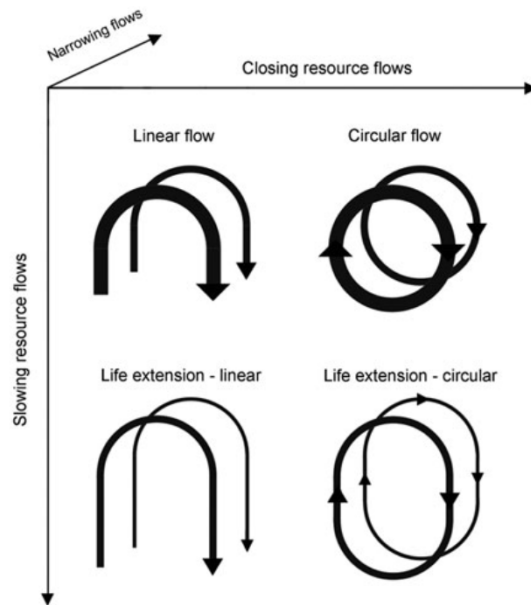 Narrowing flows
Closing resource flows
Linear flow
Circular flow
Slowing resource flows
Life extension - linear
Life extension - circular